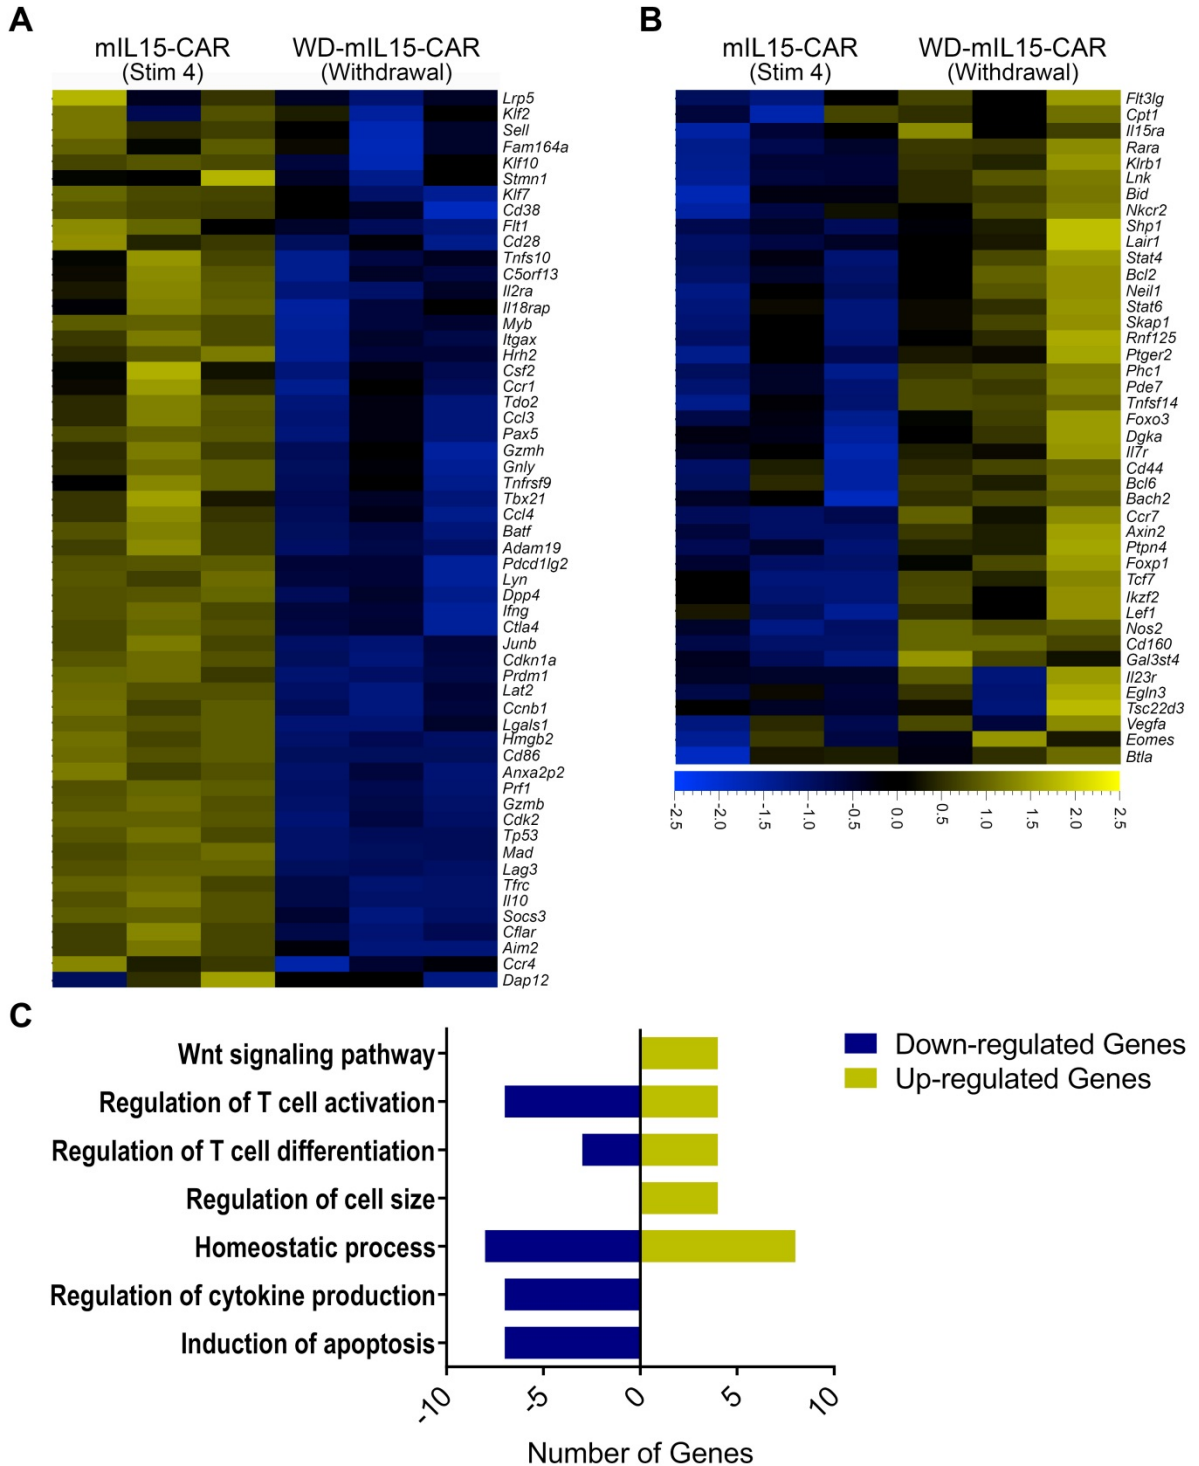 A
mIL15-CAR
(Stim 4)
WD-mIL15-CAR
(Withdrawal)
Lrp5
Klf2
Sell
Fam164a
Klf10
Stmn1
Klf7
Cd38
Flt1
Cd28
Tnfs10
C5orf13
Il2ra
Il18rap
Myb
Itgax
Hrh2
Csf2
Ccr1
Tdo2
Ccl3
Pax5
Gzmh
Gnly
Tnfrsf9
Tbx21
Ccl4
Batf
Adam19
Pdcd1lg2
Lyn
Dpp4
Ifng
Ctla4
Junb
Cdkn1a
Prdm1
Lat2
Ccnb1
Lgals1
Hmgb2
Cd86
Anxa2p2
Prf1
Gzmb
Cdk2
Tp53
Mad
Lag3
Tfrc
Il10
Socs3
Cflar
Aim2
Ccr4
Dap12
B
mIL15-CAR
(Stim 4)
WD-mIL15-CAR
(Withdrawal)
Flt3lg
Cpt1
Il15ra
Rara
Klrb1
Lnk
Bid
Nkcr2
Shp1
Lair1
Stat4
Bcl2
Neil1
Stat6
Skap1
Rnf125
Ptger2
Phc1
Pde7
Tnfsf14
Foxo3
Dgka
Il7r
Cd44
Bcl6
Bach2
Ccr7
Axin2
Ptpn4
Foxp1
Tcf7
Ikzf2
Lef1
Nos2
Cd160
Gal3st4
Il23r
Egln3
Tsc22d3
Vegfa
Eomes
Btla
-2.5 -2.0 -1.5 -1.0 -0.5 0.0 0.5 1.0 1.5 2.0 2.5
C
Wnt signaling pathway
Regulation of T cell activation
Regulation of T cell differentiation
Regulation of cell size
Homeostatic process
Regulation of cytokine production
Induction of apoptosis
-10 -5 0 5 10
Number of Genes
Down-regulated Genes
Up-regulated Genes